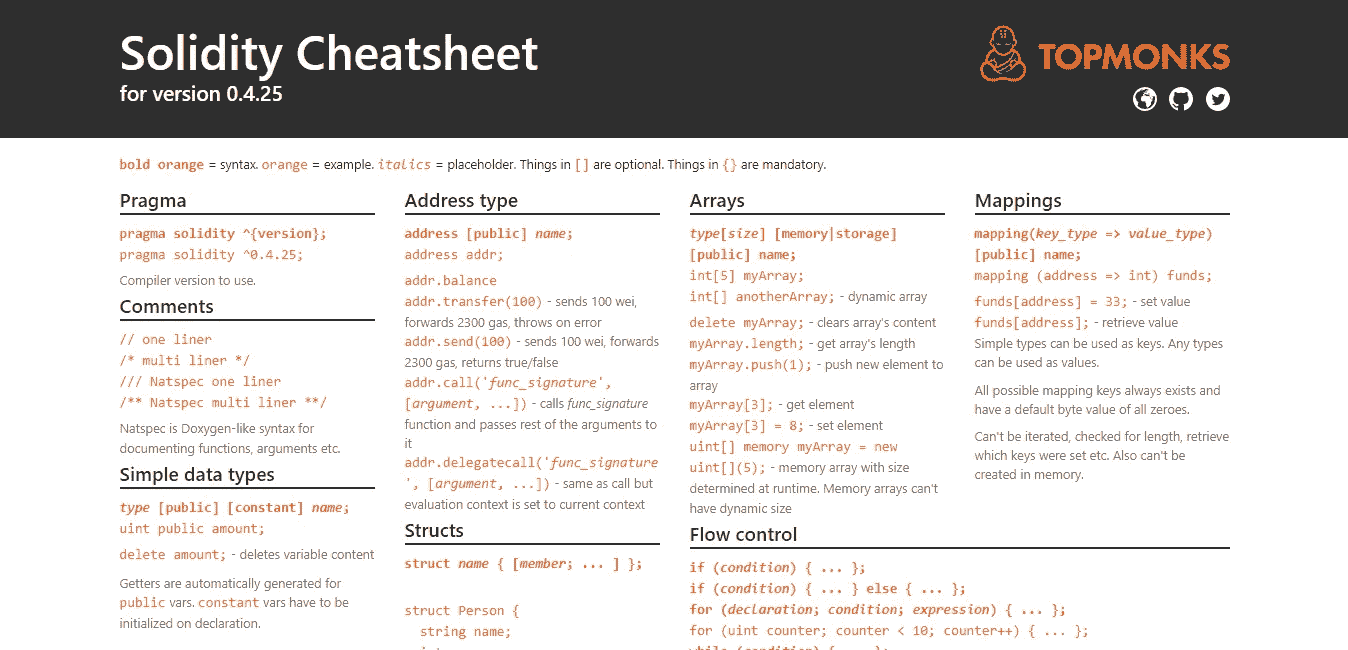 Solidity Cheatsheet
for version 0.4.25
TOPMONKS
bold orange = syntax. orange = example. italics = placeholder. Things in [] are optional. Things in {} are mandatory.
Pragma
pragma solidity ^{version};
pragma solidity ^0.4.25;
Compiler version to use.
Comments
// one liner
/* multi liner */
/// Natspec one liner
/** Natspec multi liner **/
Natspec is Doxygen-like syntax for
documenting functions, arguments etc.
Simple data types
type [public] [constant] name;
uint public amount;
delete amount; - deletes variable content
Getters are automatically generated for
public vars. constant vars have to be
initialized on declaration.
Address type
address [public] name;
address addr;
addr.balance
addr.transfer(100) - sends 100 wei,
forwards 2300 gas, throws on error
addr.send(100) - sends 100 wei, forwards
2300 gas, returns true/false
addr.call('func_signature',
[argument, ...]) - calls func_signature
function and passes rest of the arguments to
it
addr.delegatecall('func_signature
', [argument, ...]) - same as call but
evaluation context is set to current context
Structs
struct name { [member; ... ] };
struct Person {
string name;
Arrays
type[size] [memory|storage]
[public] name;
int[5] myArray;
int[] anotherArray; - dynamic array
delete myArray; - clears array's content
myArray.length; - get array's length
myArray.push(1); - push new element to
array
myArray[3]; - get element
myArray[3] = 8; - set element
uint[] memory myArray = new
uint[](5); - memory array with size
determined at runtime. Memory arrays can't
have dynamic size
Mappings
mapping(key_type => value_type)
[public] name;
mapping (address => int) funds;
funds[address] = 33; - set value
funds[address]; - retrieve value
Simple types can be used as keys. Any types
can be used as values.
All possible mapping keys always exists and
have a default byte value of all zeroes.
Can't be iterated, checked for length, retrieve
which keys were set etc. Also can't be
created in memory.
Flow control
if (condition) { ... };
if (condition) { ... } else { ... };
for (declaration; condition; expression) { ... };
for (uint counter; counter < 10; counter++) { ... };